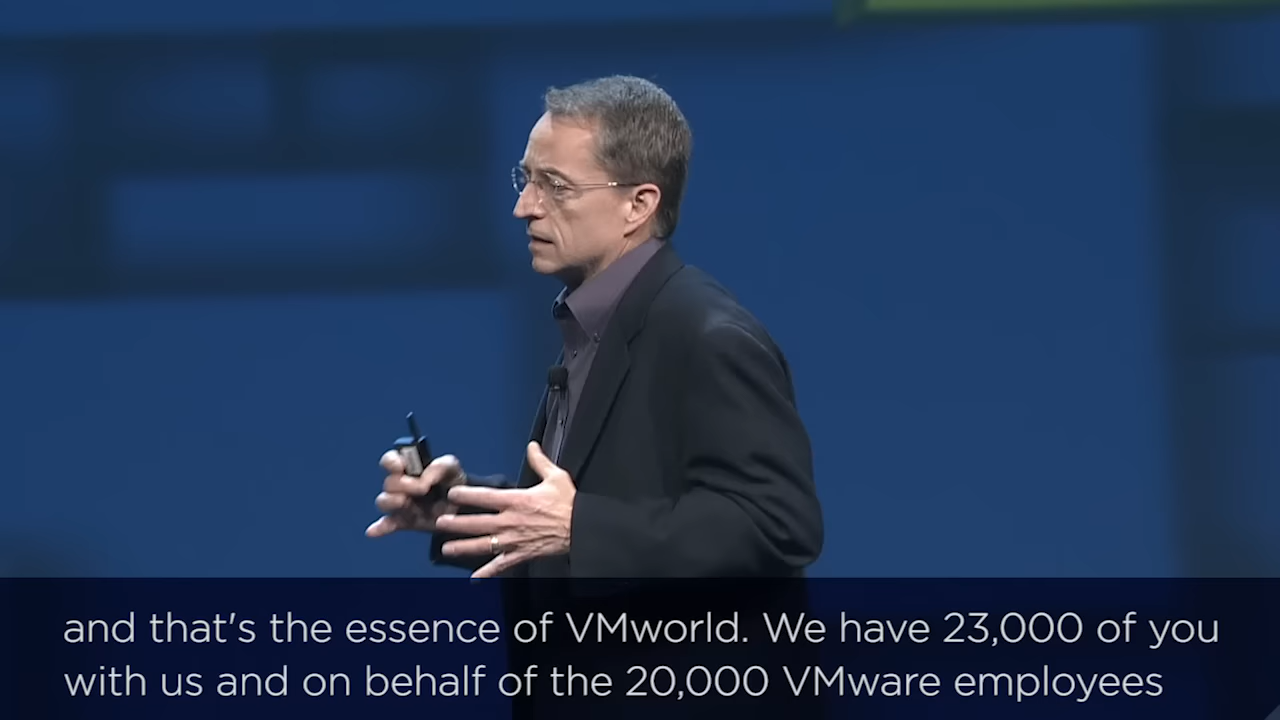 and that's the essence of VMworld. We have 23,000 of you
with us and on behalf of the 20,000 VMware employees